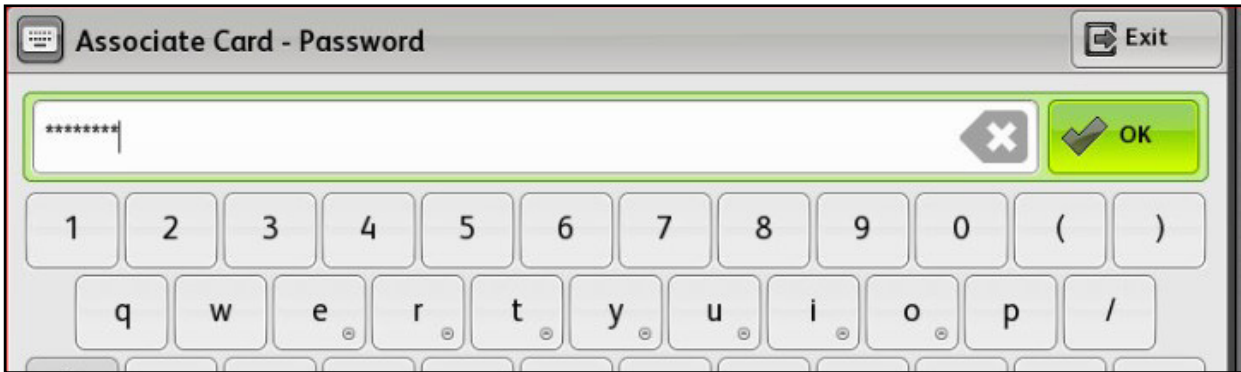 Associate Card - Password
Exit
********
OK
1 2 3 4 5 6 7 8 9 0 ( )
q w e r t y u i o p /